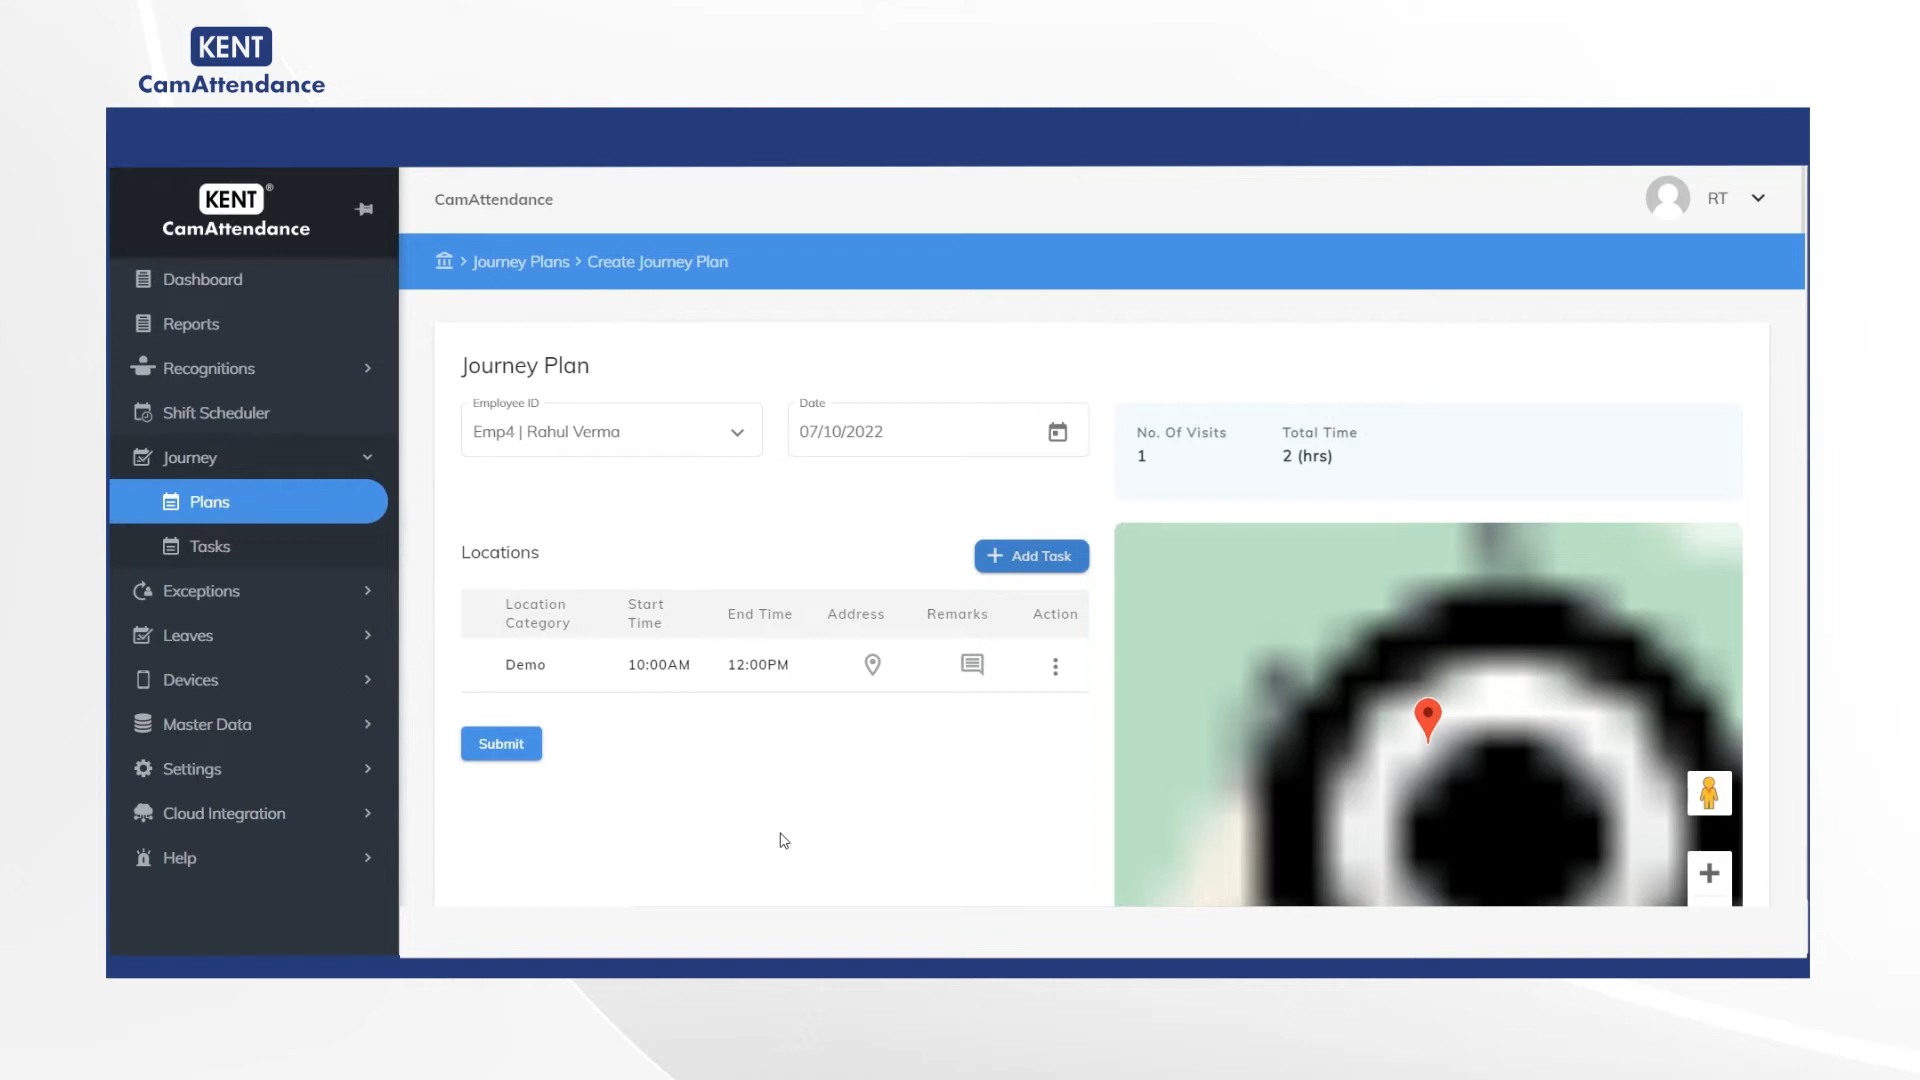 KENT
CamAttendance
KENT®
CamAttendance
CamAttendance
RT
> Journey Plans > Create Journey Plan
Dashboard
Reports
Recognitions
Shift Scheduler
Journey
Plans
Tasks
Exceptions
Leaves
Devices
Master Data
Settings
Cloud Integration
Help
Journey Plan
Employee ID
Emp4 | Rahul Verma
Date
07/10/2022
No. Of Visits
1
Total Time
2 (hrs)
Locations
+ Add Task
Location Category
Start Time
End Time
Address
Remarks
Action
Demo
10:00AM
12:00PM
Submit